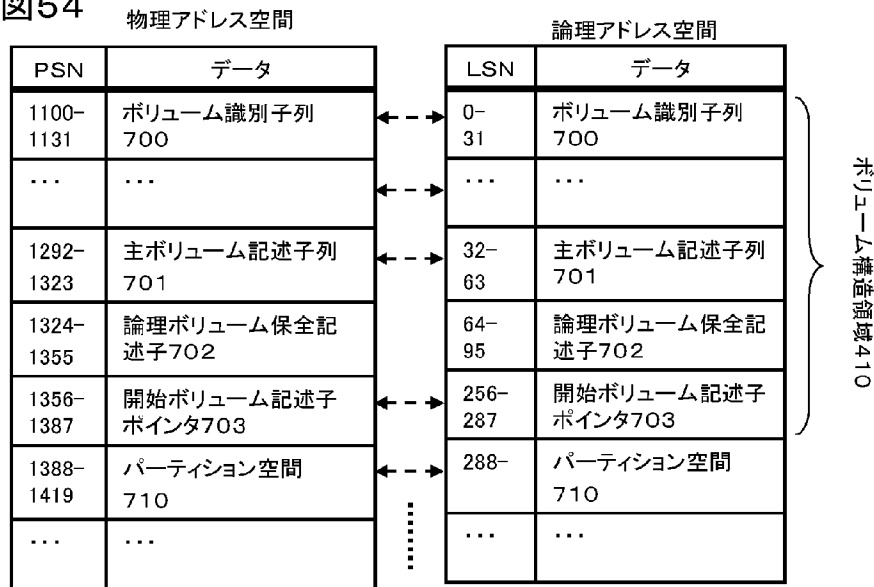 図54
物理アドレス空間
PSN データ
1100-
1131
ボリューム識別子列
700
... ...
1292-
1323
主ボリューム記述子列
701
1324-
1355
論理ボリューム保全記
述子702
1356-
1387
開始ボリューム記述子
ポインタ703
1388-
1419
パーティション空間
710
... ...
論理アドレス空間
LSN データ
0-
31
ボリューム識別子列
700
... ...
32-
63
主ボリューム記述子列
701
64-
95
論理ボリューム保全記
述子702
256-
287
開始ボリューム記述子
ポインタ703
288-
パーティション空間
710
... ...
ボリューム構造領域410